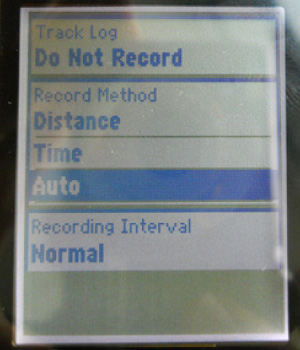 Track Log
Do Not Record
Record Method
Distance
Time
Auto
Recording Interval
Normal